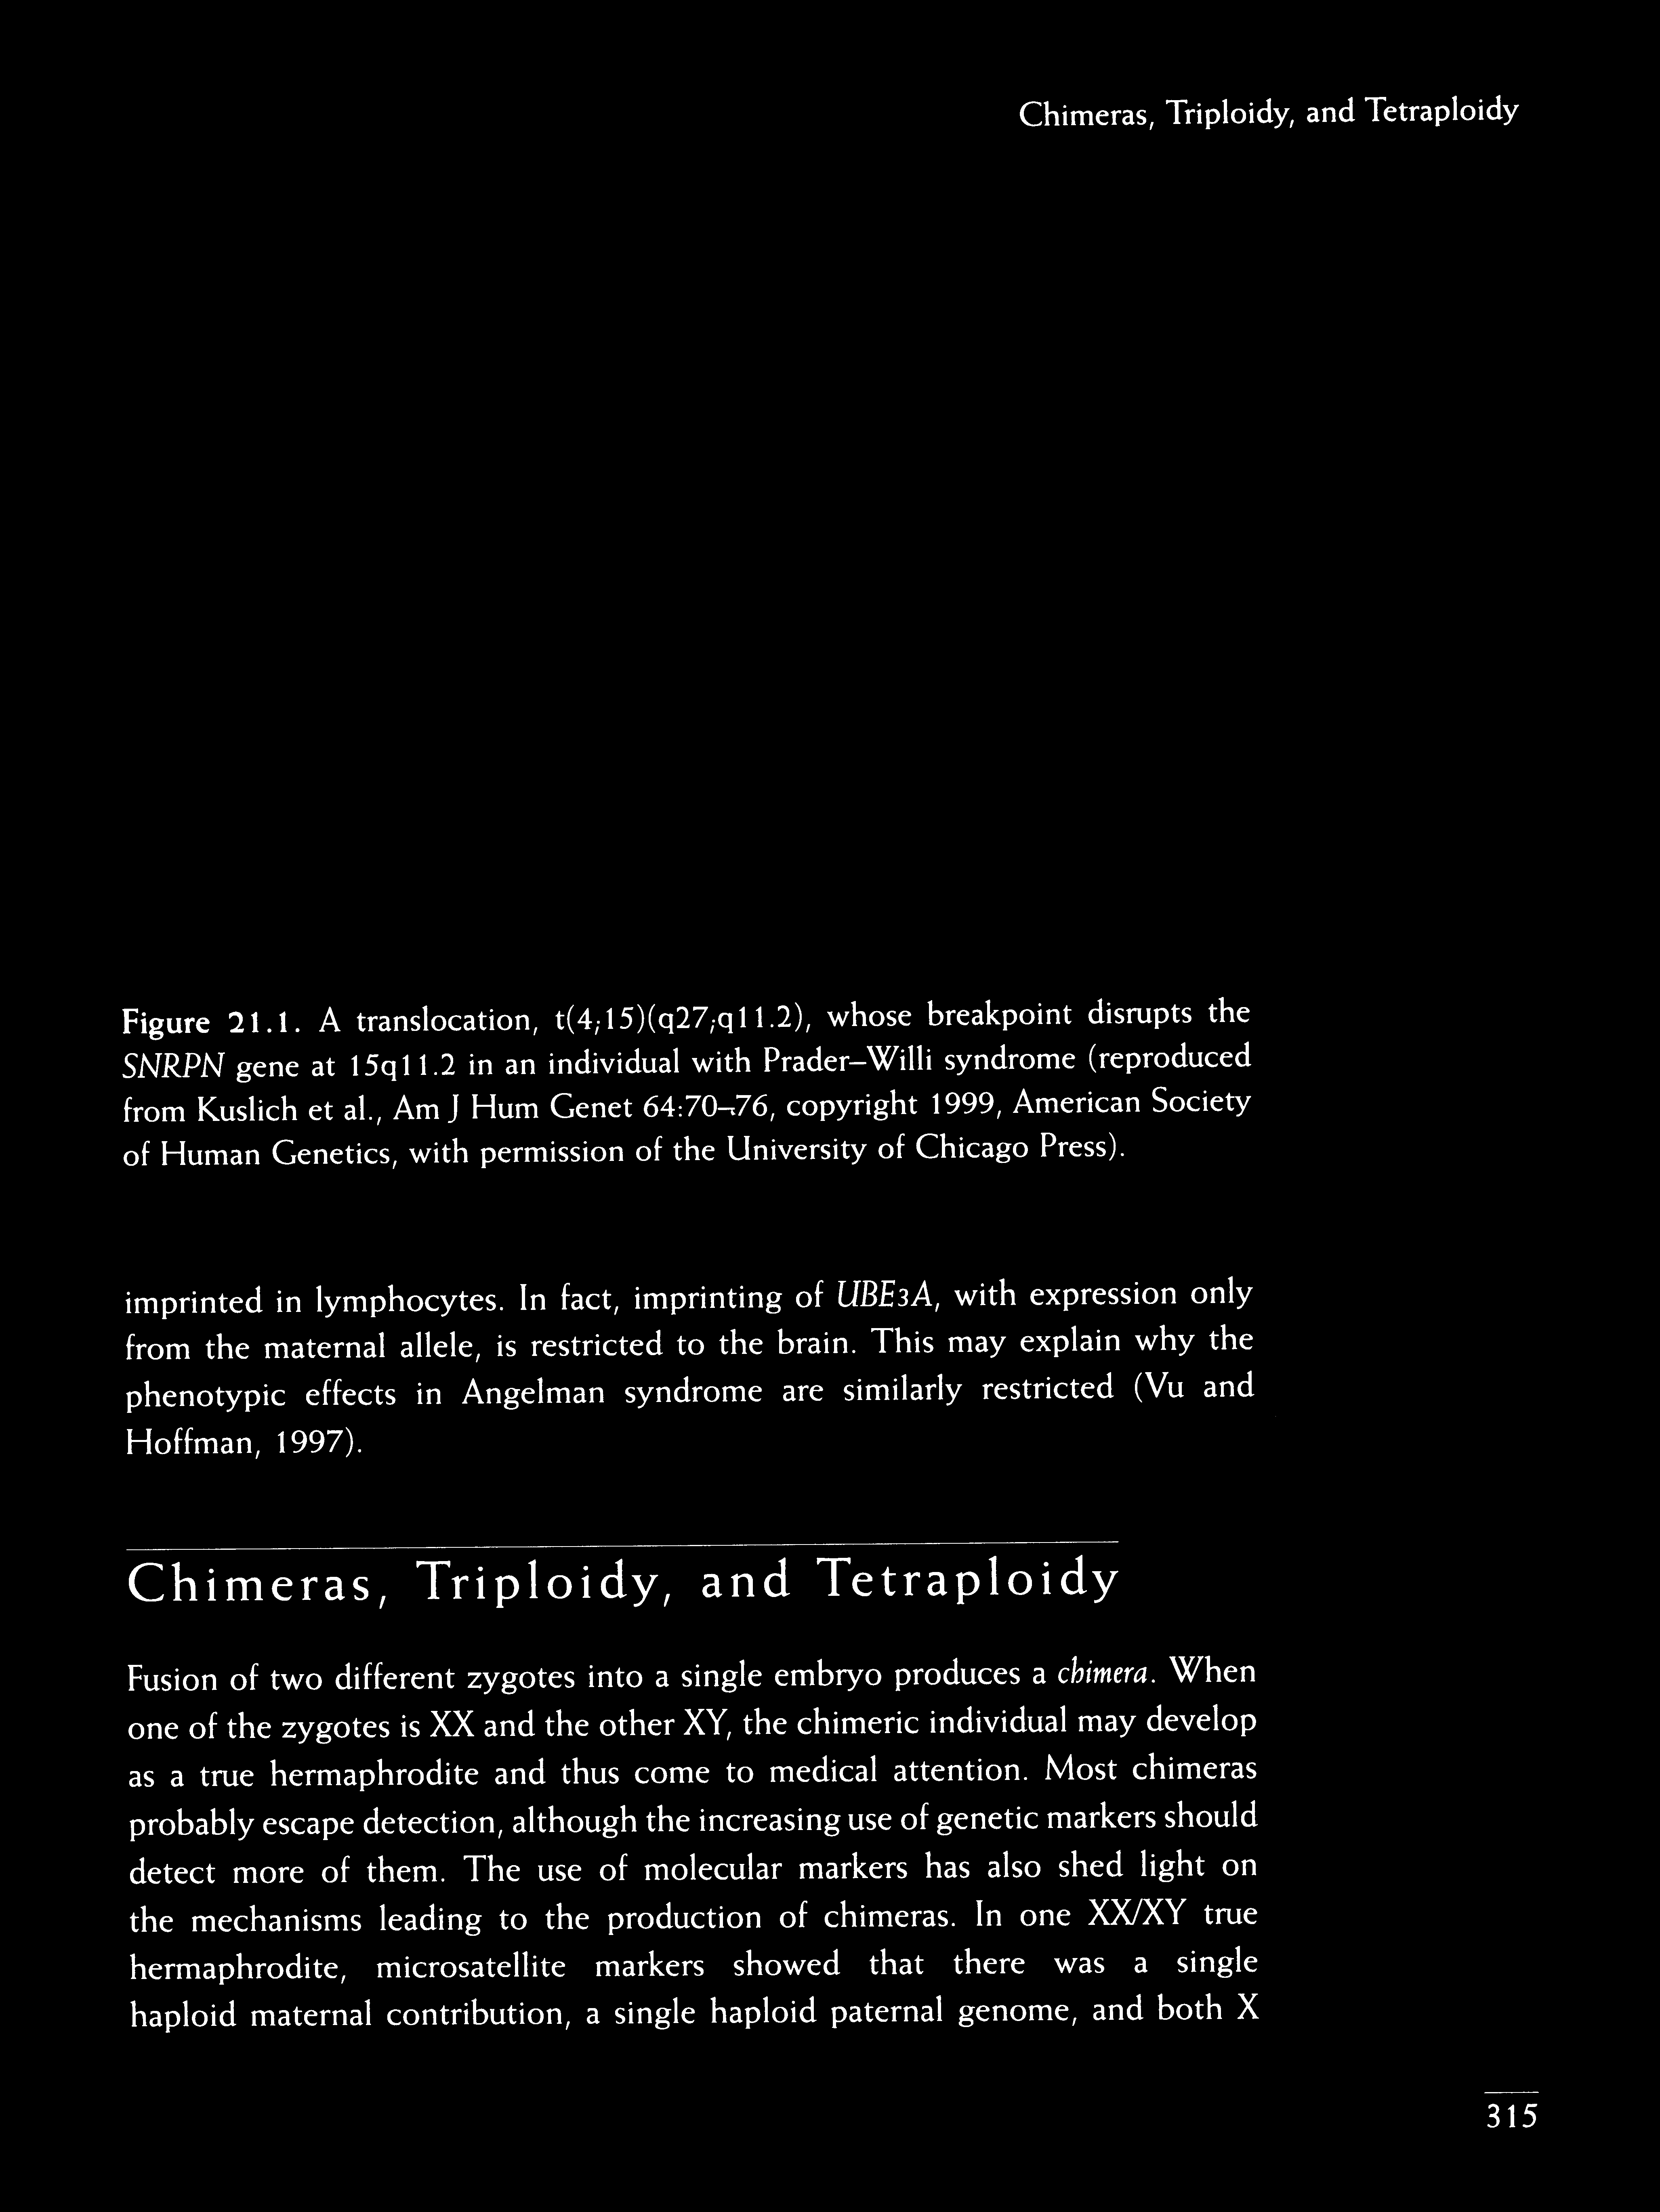 Chimeras, Triploidy, and Tetraploidy
Figure 21.1. A translocation, t(4;15)(q27;q11.2), whose breakpoint disrupts the
SNRPN gene at 15q11.2 in an individual with Prader–Willi syndrome (reproduced
from Kuslich et al., Am J Hum Genet 64:70–76, copyright 1999, American Society
of Human Genetics, with permission of the University of Chicago Press).
imprinted in lymphocytes. In fact, imprinting of UBE3A, with expression only
from the maternal allele, is restricted to the brain. This may explain why the
phenotypic effects in Angelman syndrome are similarly restricted (Vu and
Hoffman, 1997).
Chimeras, Triploidy, and Tetraploidy
Fusion of two different zygotes into a single embryo produces a chimera. When
one of the zygotes is XX and the other XY, the chimeric individual may develop
as a true hermaphrodite and thus come to medical attention. Most chimeras
probably escape detection, although the increasing use of genetic markers should
detect more of them. The use of molecular markers has also shed light on
the mechanisms leading to the production of chimeras. In one XX/XY true
hermaphrodite, microsatellite markers showed that there was a single
haploid maternal contribution, a single haploid paternal genome, and both X
315